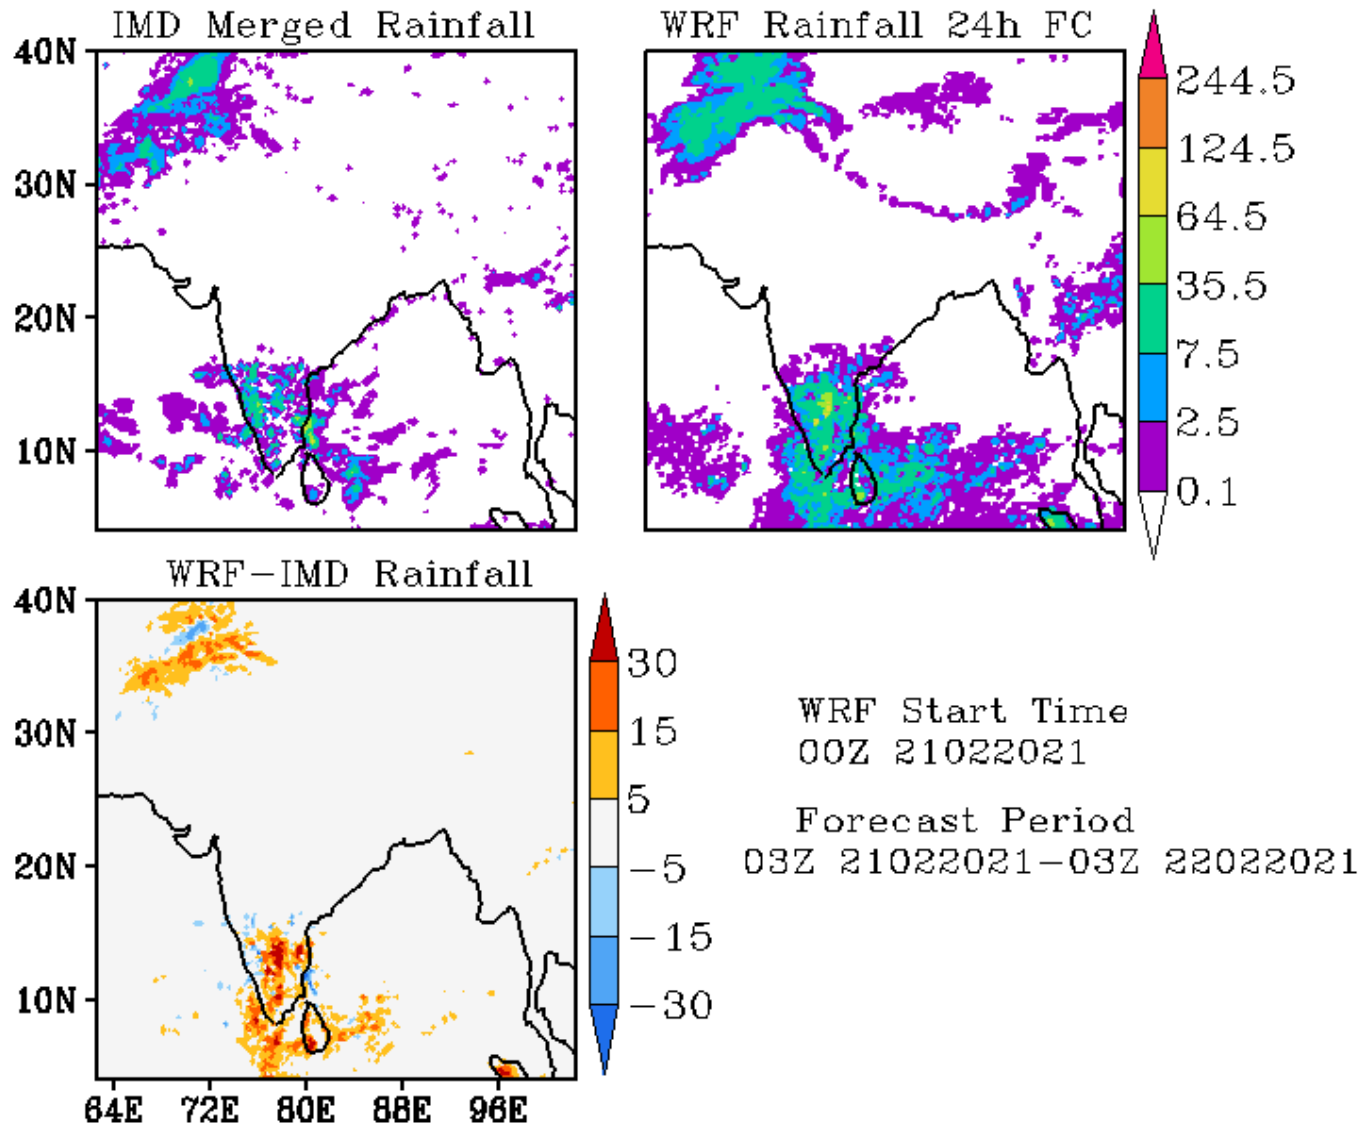 IMD Merged Rainfall
WRF Rainfall 24h FC
40N
30N
20N
10N
244.5
124.5
64.5
35.5
7.5
2.5
0.1
WRF-IMD Rainfall
40N
30N
20N
10N
64E 72E 80E 88E 96E
30
15
5
-5
-15
-30
WRF Start Time
00Z 21022021
Forecast Period
03Z 21022021-03Z 22022021